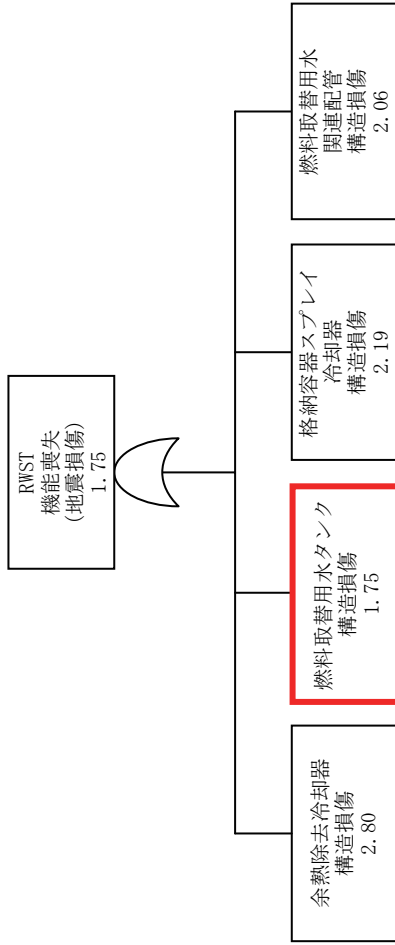 RWST
機能喪失
(地震損傷)
1.75
余熱除去冷却器
構造損傷
2.80
燃料取替用水タンク
構造損傷
1.75
格納容器スプレイ
冷却器
構造損傷
2.19
燃料取替用水
関連配管
構造損傷
2.06